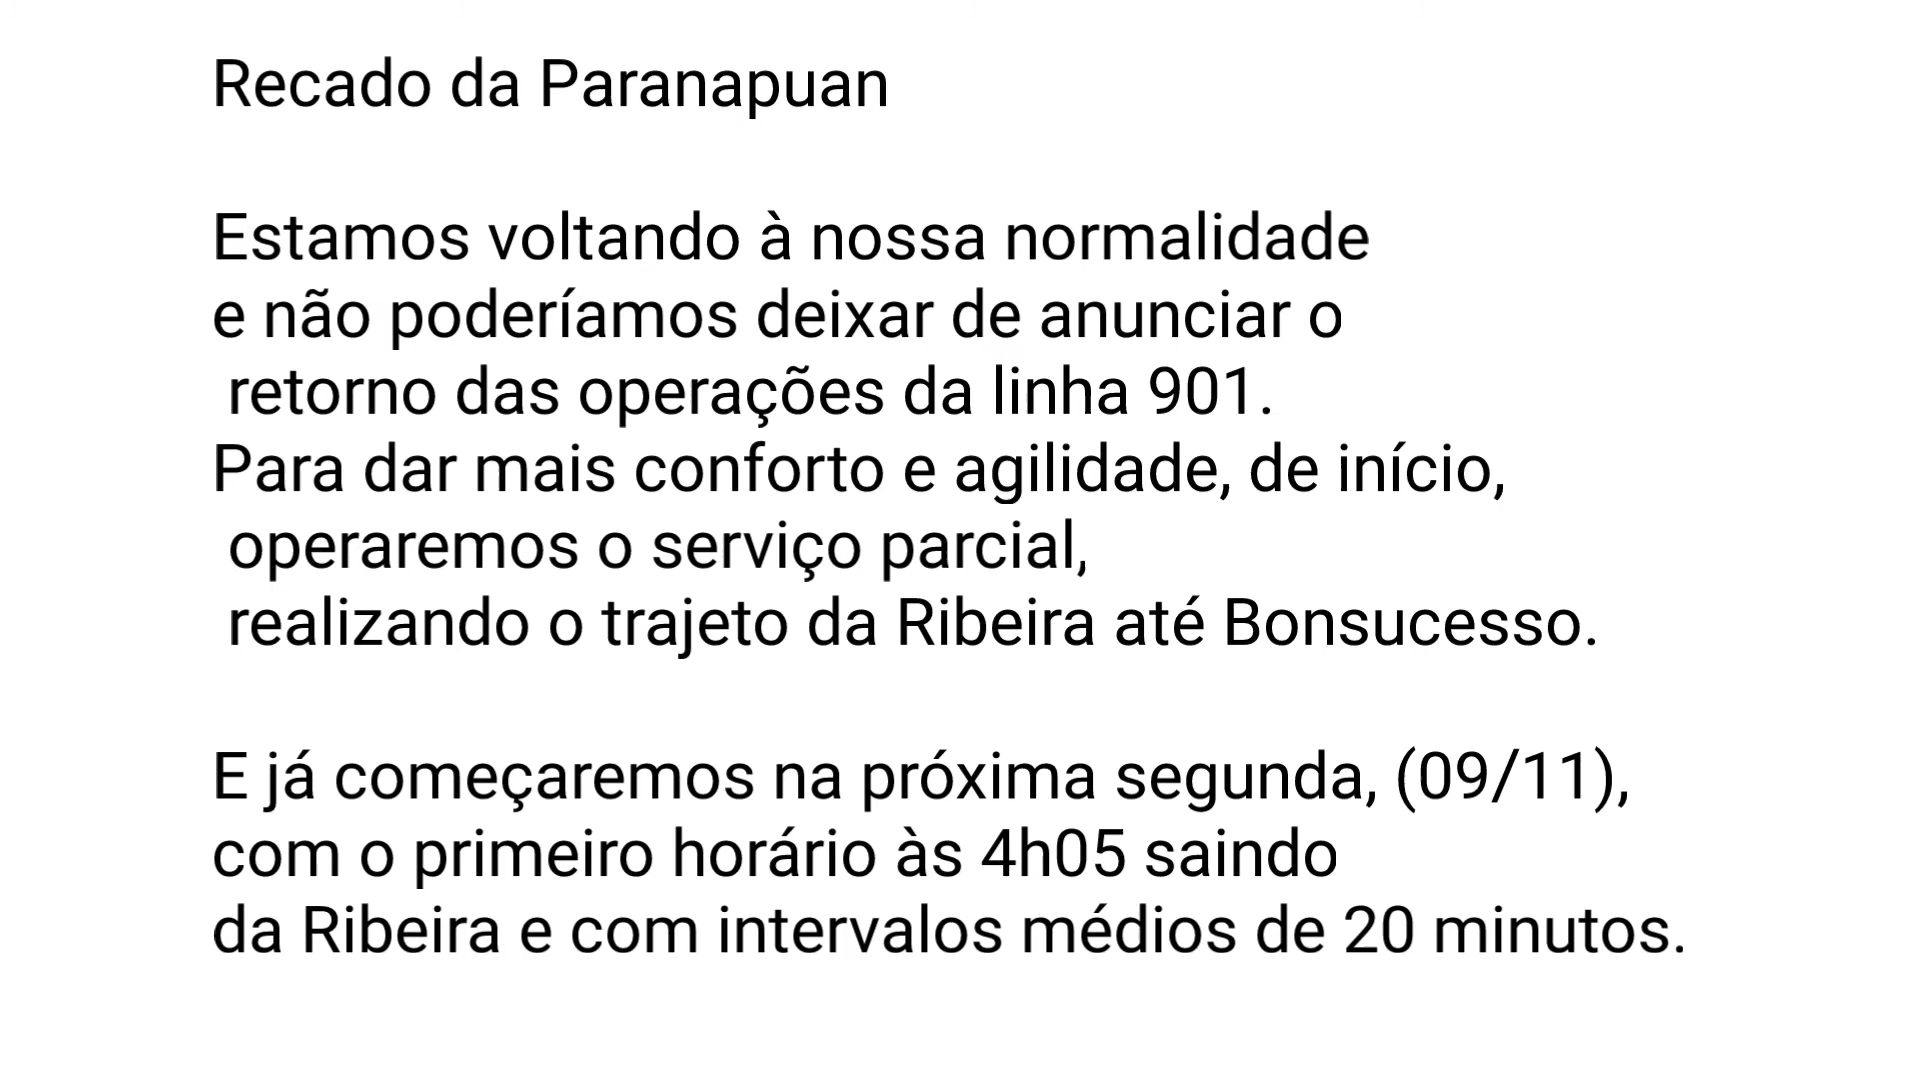 Recado da Paranapuan
Estamos voltando à nossa normalidade
e não poderíamos deixar de anunciar o
retorno das operações da linha 901.
Para dar mais conforto e agilidade, de início,
operaremos o serviço parcial,
realizando o trajeto da Ribeira até Bonsucesso.
E já começaremos na próxima segunda, (09/11),
com o primeiro horário às 4h05 saindo
da Ribeira e com intervalos médios de 20 minutos.